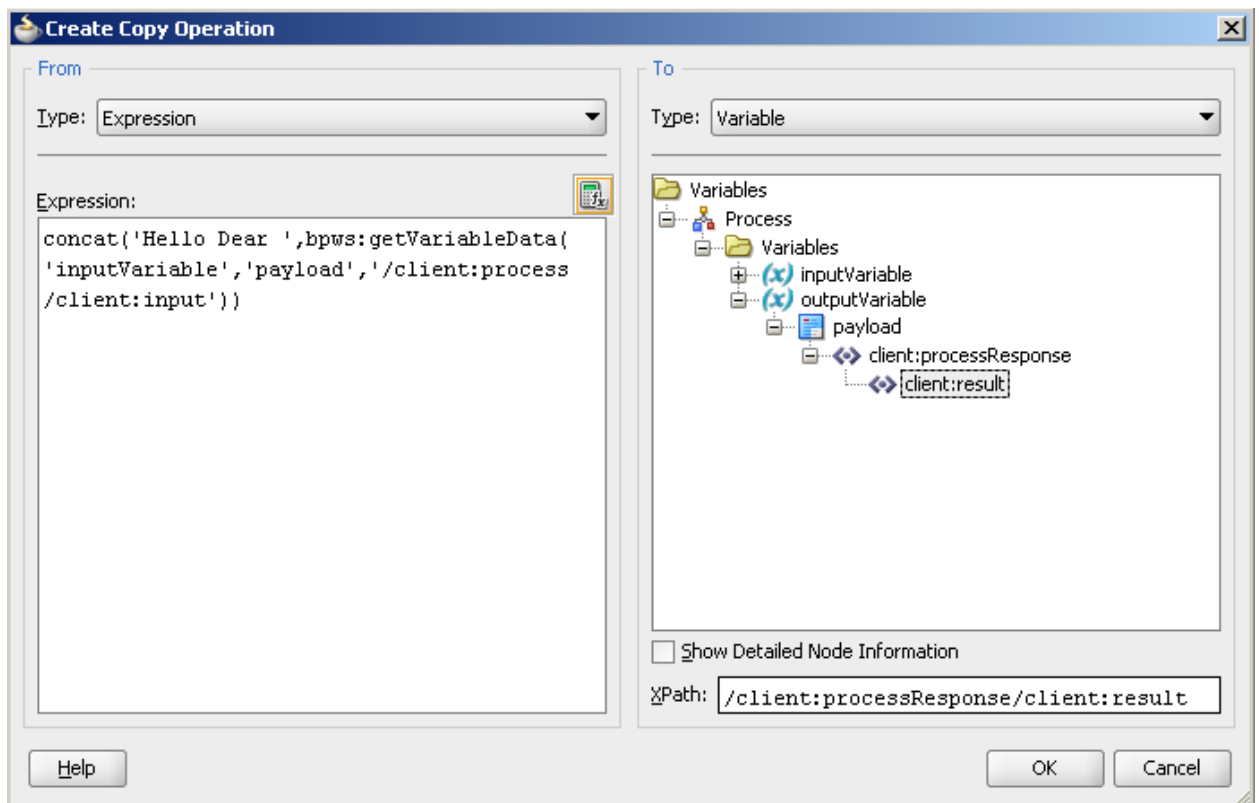 Create Copy Operation
From
Type: Expression
Expression:
concat('Hello Dear ',bpws:getVariableData(
'inputVariable','payload','/client:process
/client:input'))
To
Type: Variable
Variables
Process
Variables
(x) inputVariable
(x) outputVariable
payload
client:processResponse
client:result
Show Detailed Node Information
XPath: /client:processResponse/client:result
Help
OK
Cancel